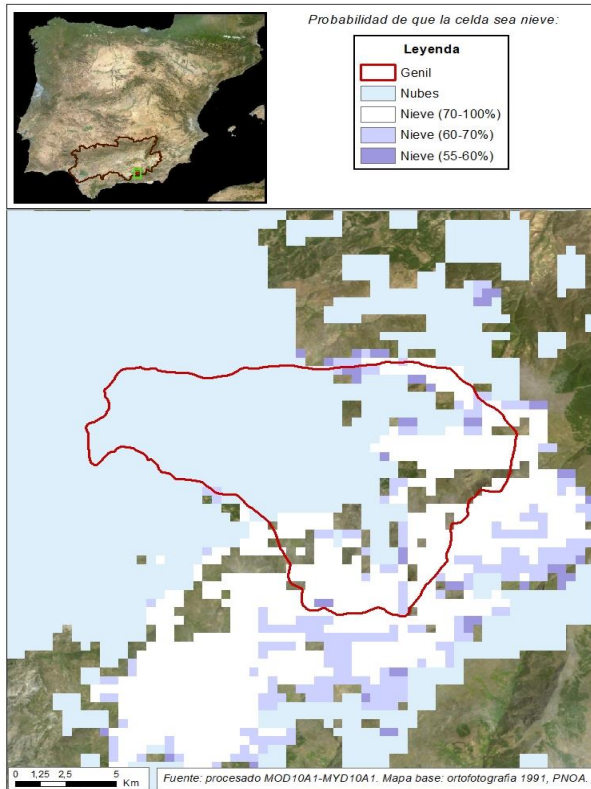 Probabilidad de que la celda sea nieve:
Leyenda
Genil
Nubes
Nieve (70-100%)
Nieve (60-70%)
Nieve (55-60%)
0 1,25 2,5 5
Km
Fuente: procesado MOD10A1-MYD10A1. Mapa base: ortofotografia 1991, PNOA.